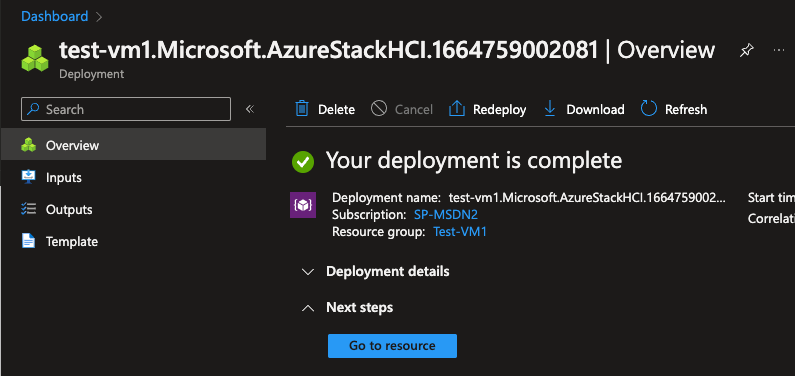 Dashboard >
test-vm1.Microsoft.AzureStackHCI.1664759002081 | Overview
Deployment
Search
Delete
Cancel
Redeploy
Download
Refresh
Overview
Inputs
Outputs
Template
Your deployment is complete
Deployment name: test-vm1.Microsoft.AzureStackHCI.1664759002...
Subscription: SP-MSDN2
Resource group: Test-VM1
Start tim
Correlati
Deployment details
Next steps
Go to resource